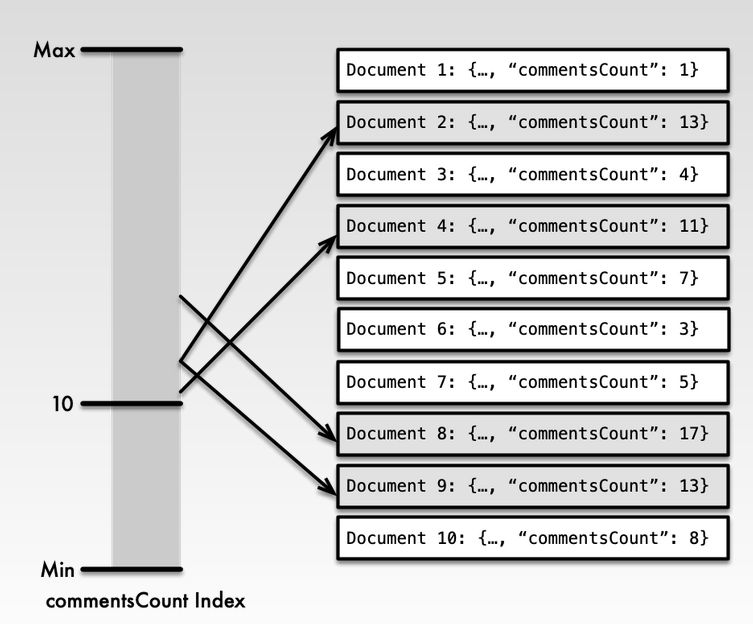 Max
10
Min
commentsCount Index
Document 1: {…, “commentsCount”: 1}
Document 2: {…, “commentsCount”: 13}
Document 3: {…, “commentsCount”: 4}
Document 4: {…, “commentsCount”: 11}
Document 5: {…, “commentsCount”: 7}
Document 6: {…, “commentsCount”: 3}
Document 7: {…, “commentsCount”: 5}
Document 8: {…, “commentsCount”: 17}
Document 9: {…, “commentsCount”: 13}
Document 10: {…, “commentsCount”: 8}